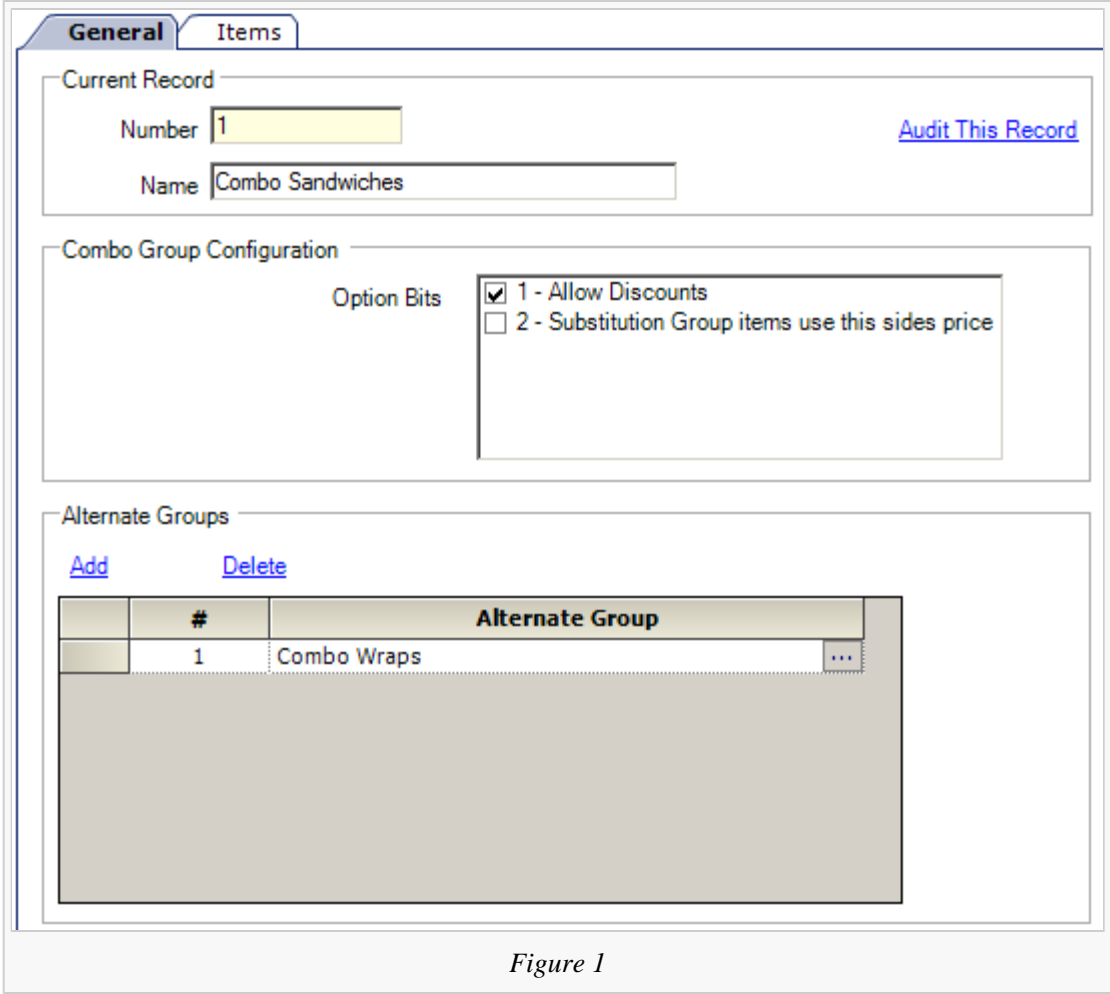 General Items
Current Record
Number 1 Audit This Record
Name Combo Sandwiches
Combo Group Configuration
Option Bits 1 - Allow Discounts
2 - Substitution Group items use this sides price
Alternate Groups
Add Delete
# Alternate Group
1 Combo Wraps ...
Figure 1